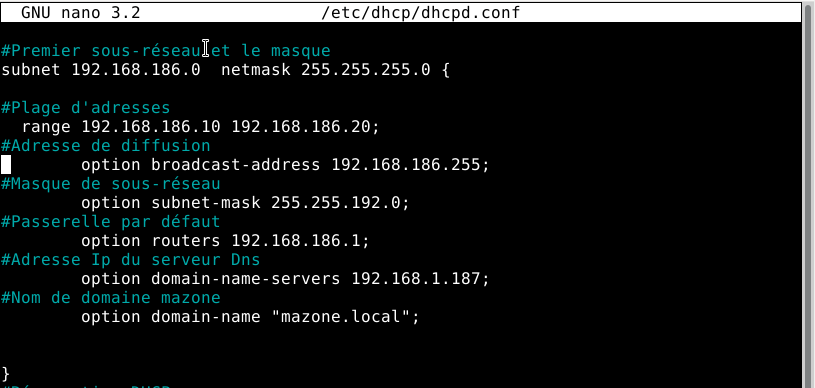 GNU nano 3.2 /etc/dhcp/dhcpd.conf
#Premier sous-réseau et le masque
subnet 192.168.186.0  netmask 255.255.255.0 {
#Plage d'adresses
range 192.168.186.10 192.168.186.20;
#Adresse de diffusion
option broadcast-address 192.168.186.255;
#Masque de sous-réseau
option subnet-mask 255.255.192.0;
#Passerelle par défaut
option routers 192.168.186.1;
#Adresse Ip du serveur Dns
option domain-name-servers 192.168.1.187;
#Nom de domaine mazone
option domain-name "mazone.local";
}